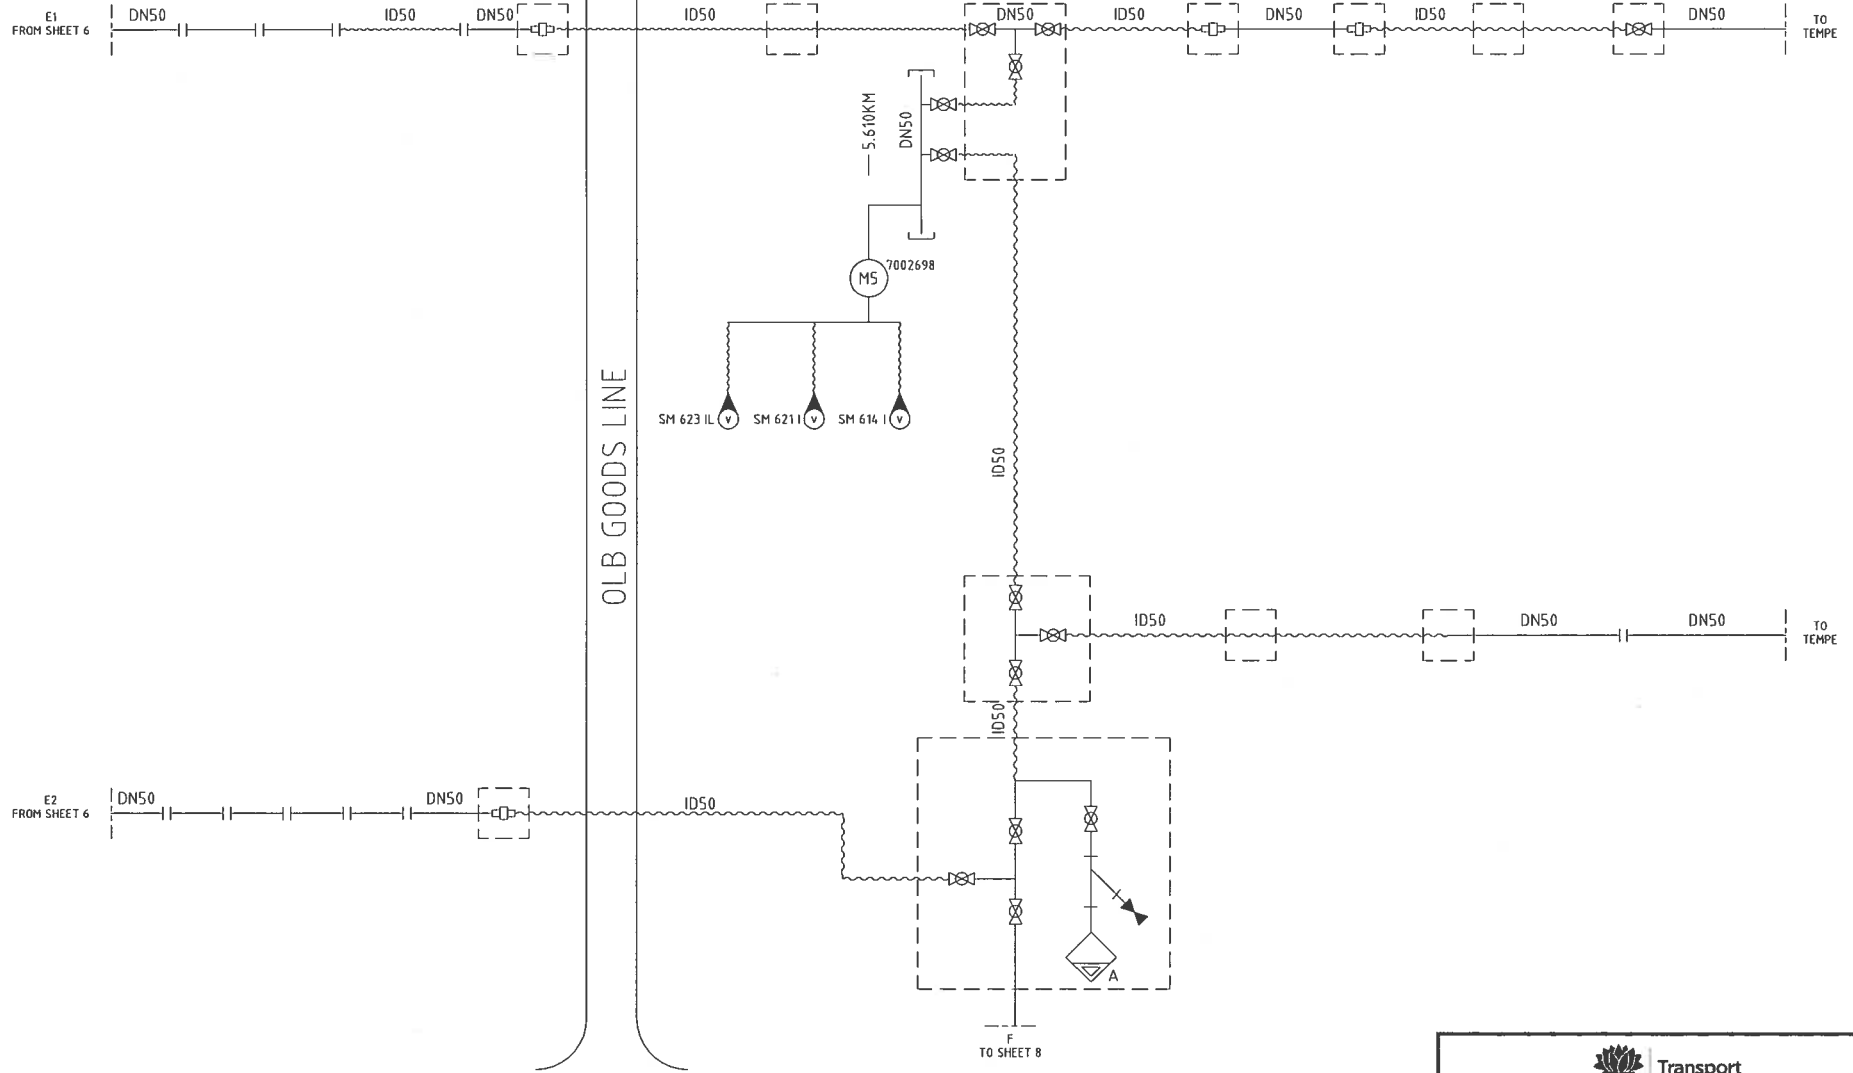 E1
FROM SHEET 6
DN50
ID50
DN50
ID50
DN50
ID50
DN50
ID50
DN50
TO
TEMPE
5.610KM
DN50
MS
7002698
SM 623 IL
V
SM 621 I
V
SM 614 I
V
OLB GOODS LINE
ID50
ID50
DN50
DN50
TO
TEMPE
ID50
E2
FROM SHEET 6
DN50
DN50
ID50
A
F
TO SHEET 8
Transport